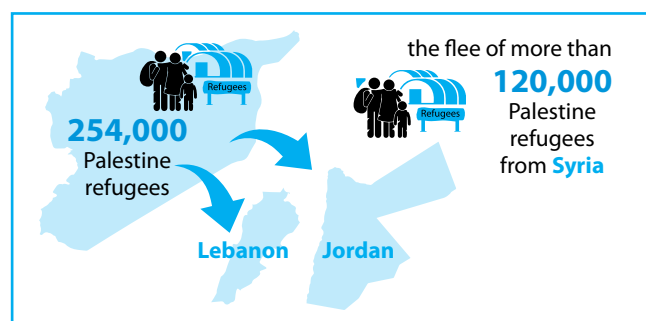 Refugees
254,000
Palestine
refugees
Lebanon
Jordan
Refugees
the flee of more than
120,000
Palestine
refugees
from Syria